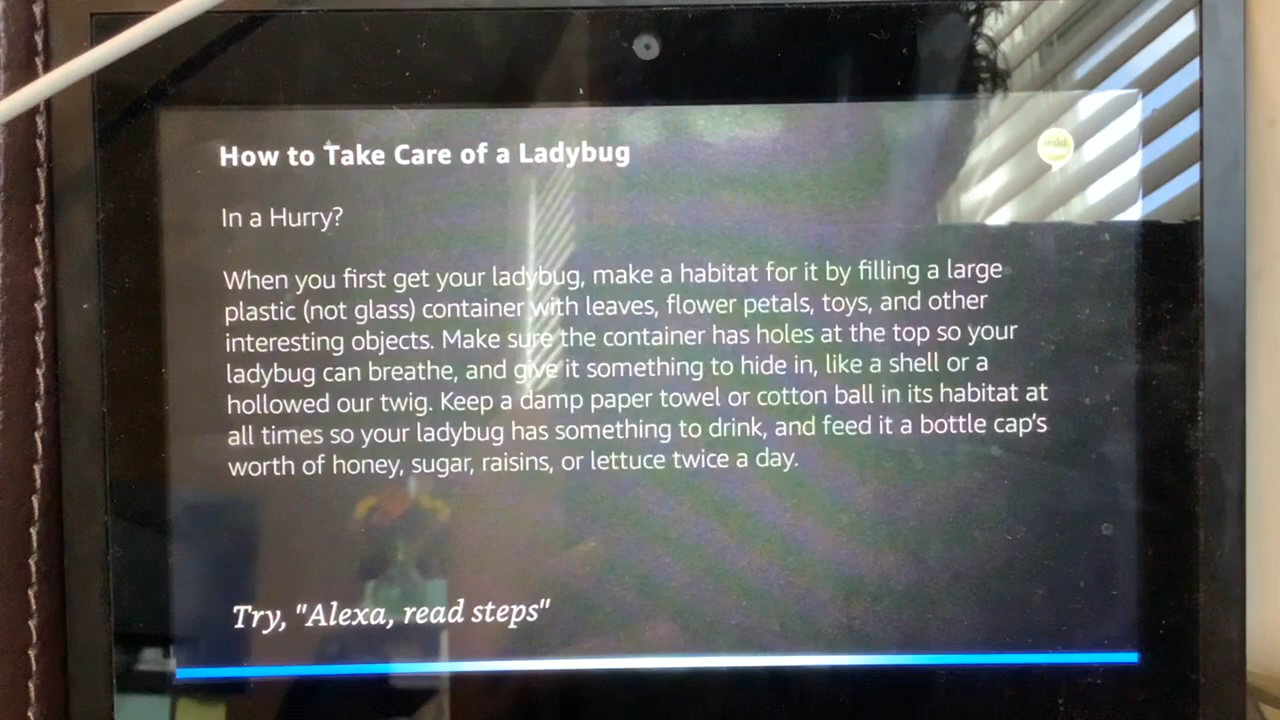 How to Take Care of a Ladybug
In a Hurry?
When you first get your ladybug, make a habitat for it by filling a large
plastic (not glass) container with leaves, flower petals, toys, and other
interesting objects. Make sure the container has holes at the top so your
ladybug can breathe, and give it something to hide in, like a shell or a
hollowed our twig. Keep a damp paper towel or cotton ball in its habitat at
all times so your ladybug has something to drink, and feed it a bottle cap's
worth of honey, sugar, raisins, or lettuce twice a day.
Try, "Alexa, read steps"